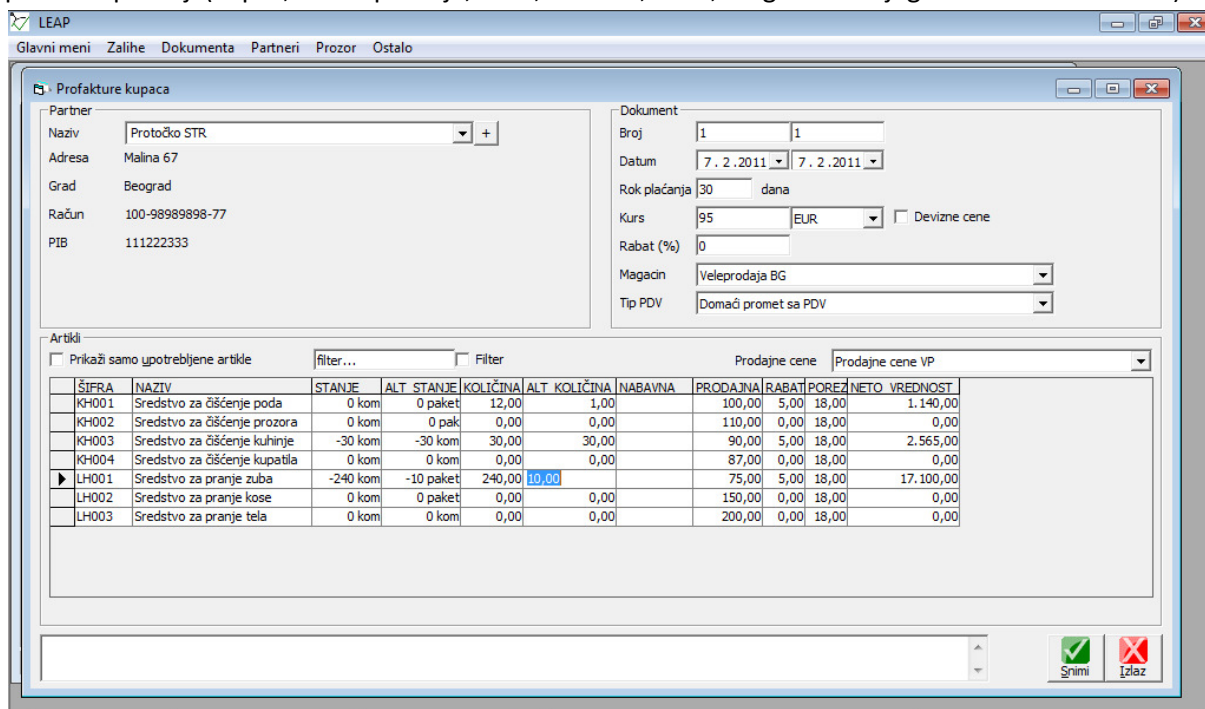 LEAP
Glavni meni Zalihe Dokumenta Partneri Prozor Ostalo
Profakture kupaca
Partner
Naziv Protočko STR +
Adresa Malina 67
Grad Beograd
Račun 100-98989898-77
PIB 111222333
Dokument
Broj 1 1
Datum 7 . 2 .2011 7 . 2 .2011
Rok plaćanja 30 dana
Kurs 95 EUR Devizne cene
Rabat (%) 0
Magacin Veleprodaja BG
Tip PDV Domaći promet sa PDV
Artikli
Prikaži samo upotrebljene artikle filter... Filter Prodajne cene Prodajne cene VP
ŠIFRA NAZIV STANJE ALT STANJE KOLIČINA ALT KOLIČINA NABAVNA PRODAJNA RABAT POREZ NETO VREDNOST
KH001 Sredstvo za čišćenje poda 0 kom 0 paket 12,00 1,00 100,00 5,00 18,00 1.140,00
KH002 Sredstvo za čišćenje prozora 0 kom 0 pak 0,00 0,00 110,00 0,00 18,00 0,00
KH003 Sredstvo za čišćenje kuhinje -30 kom -30 kom 30,00 30,00 90,00 5,00 18,00 2.565,00
KH004 Sredstvo za čišćenje kupatila 0 kom 0 kom 0,00 0,00 87,00 0,00 18,00 0,00
LH001 Sredstvo za pranje zuba -240 kom -10 paket 240,00 10,00 75,00 5,00 18,00 17.100,00
LH002 Sredstvo za pranje kose 0 kom 0 paket 0,00 0,00 150,00 0,00 18,00 0,00
LH003 Sredstvo za pranje tela 0 kom 0 kom 0,00 0,00 200,00 0,00 18,00 0,00
Snimi Izlaz